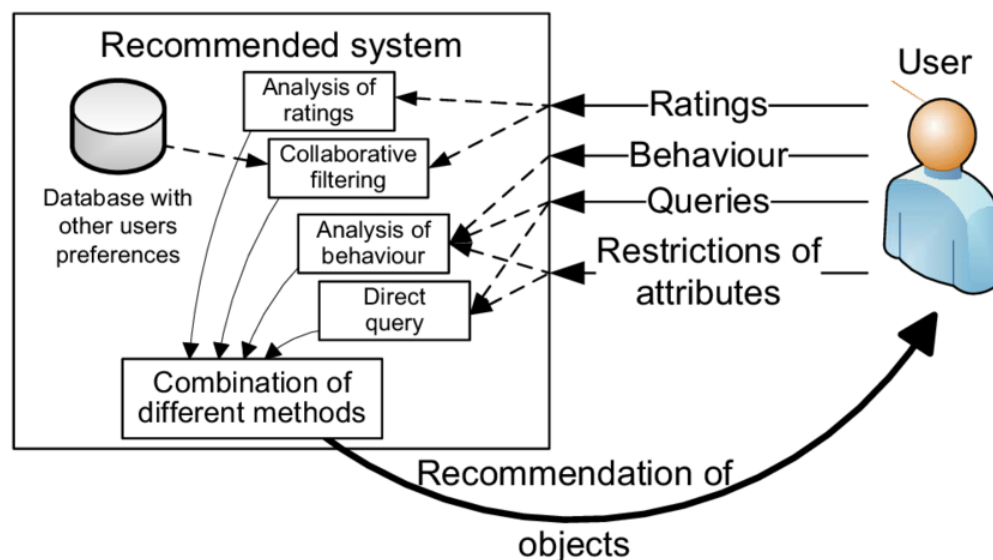 Recommended system
User
Analysis of
ratings
Ratings
Collaborative
filtering
Behaviour
Database with
other users
preferences
Queries
Analysis of
behaviour
Restrictions of
attributes
Direct
query
Combination of
different methods
Recommendation of
objects